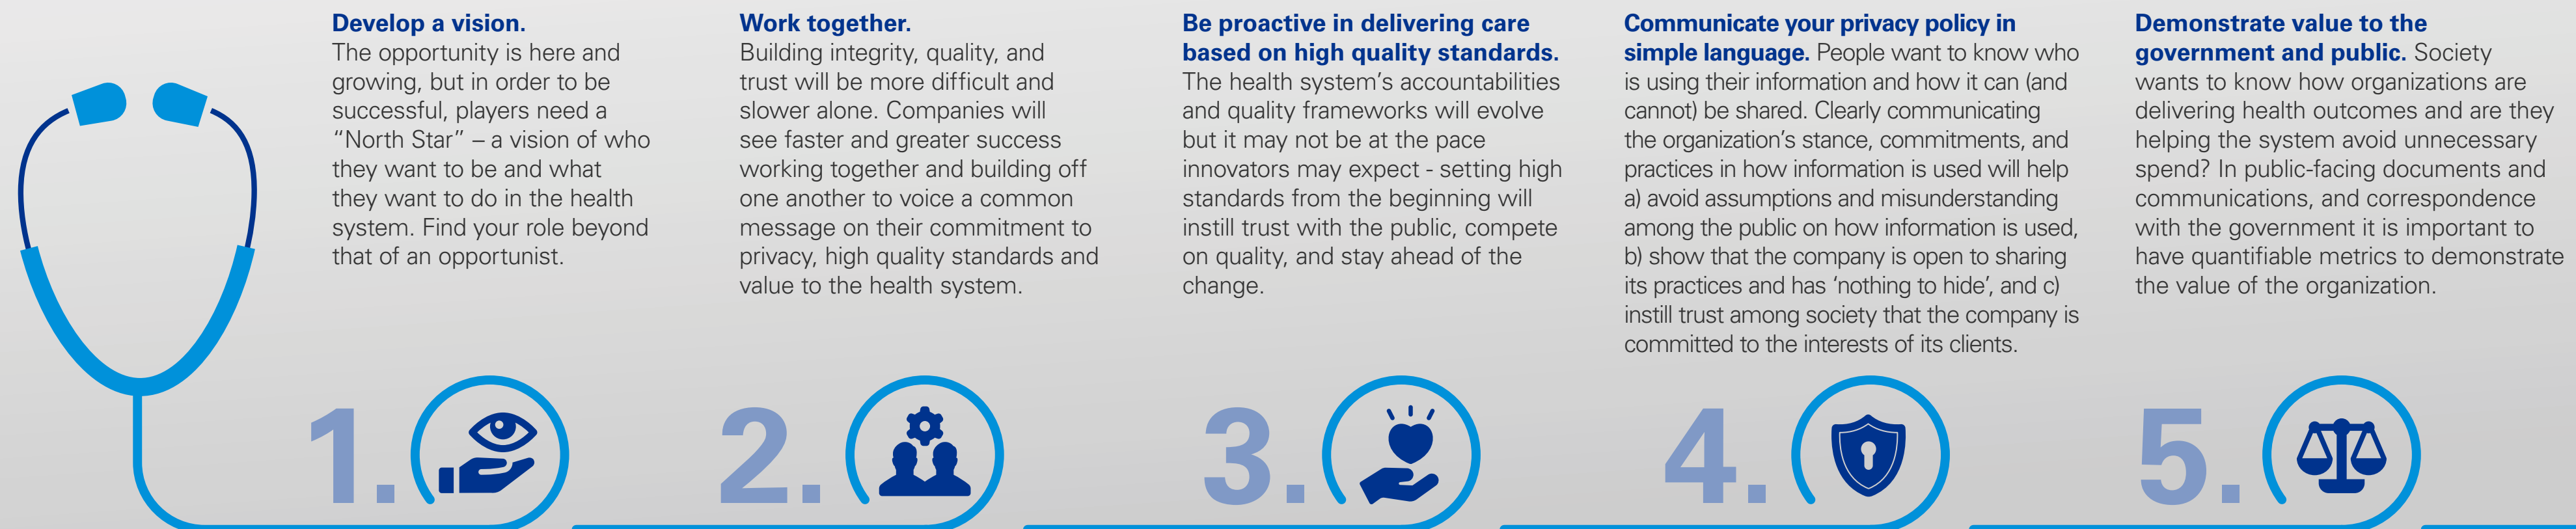 Develop a vision.
The opportunity is here and
growing, but in order to be
successful, players need a
“North Star” – a vision of who
they want to be and what
they want to do in the health
system. Find your role beyond
that of an opportunist.
1.
Work together.
Building integrity, quality, and
trust will be more difficult and
slower alone. Companies will
see faster and greater success
working together and building off
one another to voice a common
message on their commitment to
privacy, high quality standards and
value to the health system.
2.
Be proactive in delivering care
based on high quality standards.
The health system’s accountabilities
and quality frameworks will evolve
but it may not be at the pace
innovators may expect - setting high
standards from the beginning will
instill trust with the public, compete
on quality, and stay ahead of the
change.
3.
Communicate your privacy policy in
simple language. People want to know who
is using their information and how it can (and
cannot) be shared. Clearly communicating
the organization’s stance, commitments, and
practices in how information is used will help
a) avoid assumptions and misunderstanding
among the public on how information is used,
b) show that the company is open to sharing
its practices and has ‘nothing to hide’, and c)
instill trust among society that the company is
committed to the interests of its clients.
4.
Demonstrate value to the
government and public. Society
wants to know how organizations are
delivering health outcomes and are they
helping the system avoid unnecessary
spend? In public-facing documents and
communications, and correspondence
with the government it is important to
have quantifiable metrics to demonstrate
the value of the organization.
5.